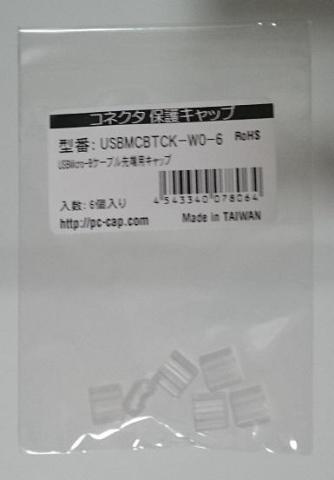 コネクタ保護キャップ
型番: USBMCBTCK-W0-6 RoHS
USBMicro-Bケーブル先端用キャップ
入数: 6個入り
4543340078064
http://pc-cap.com Made in TAIWAN